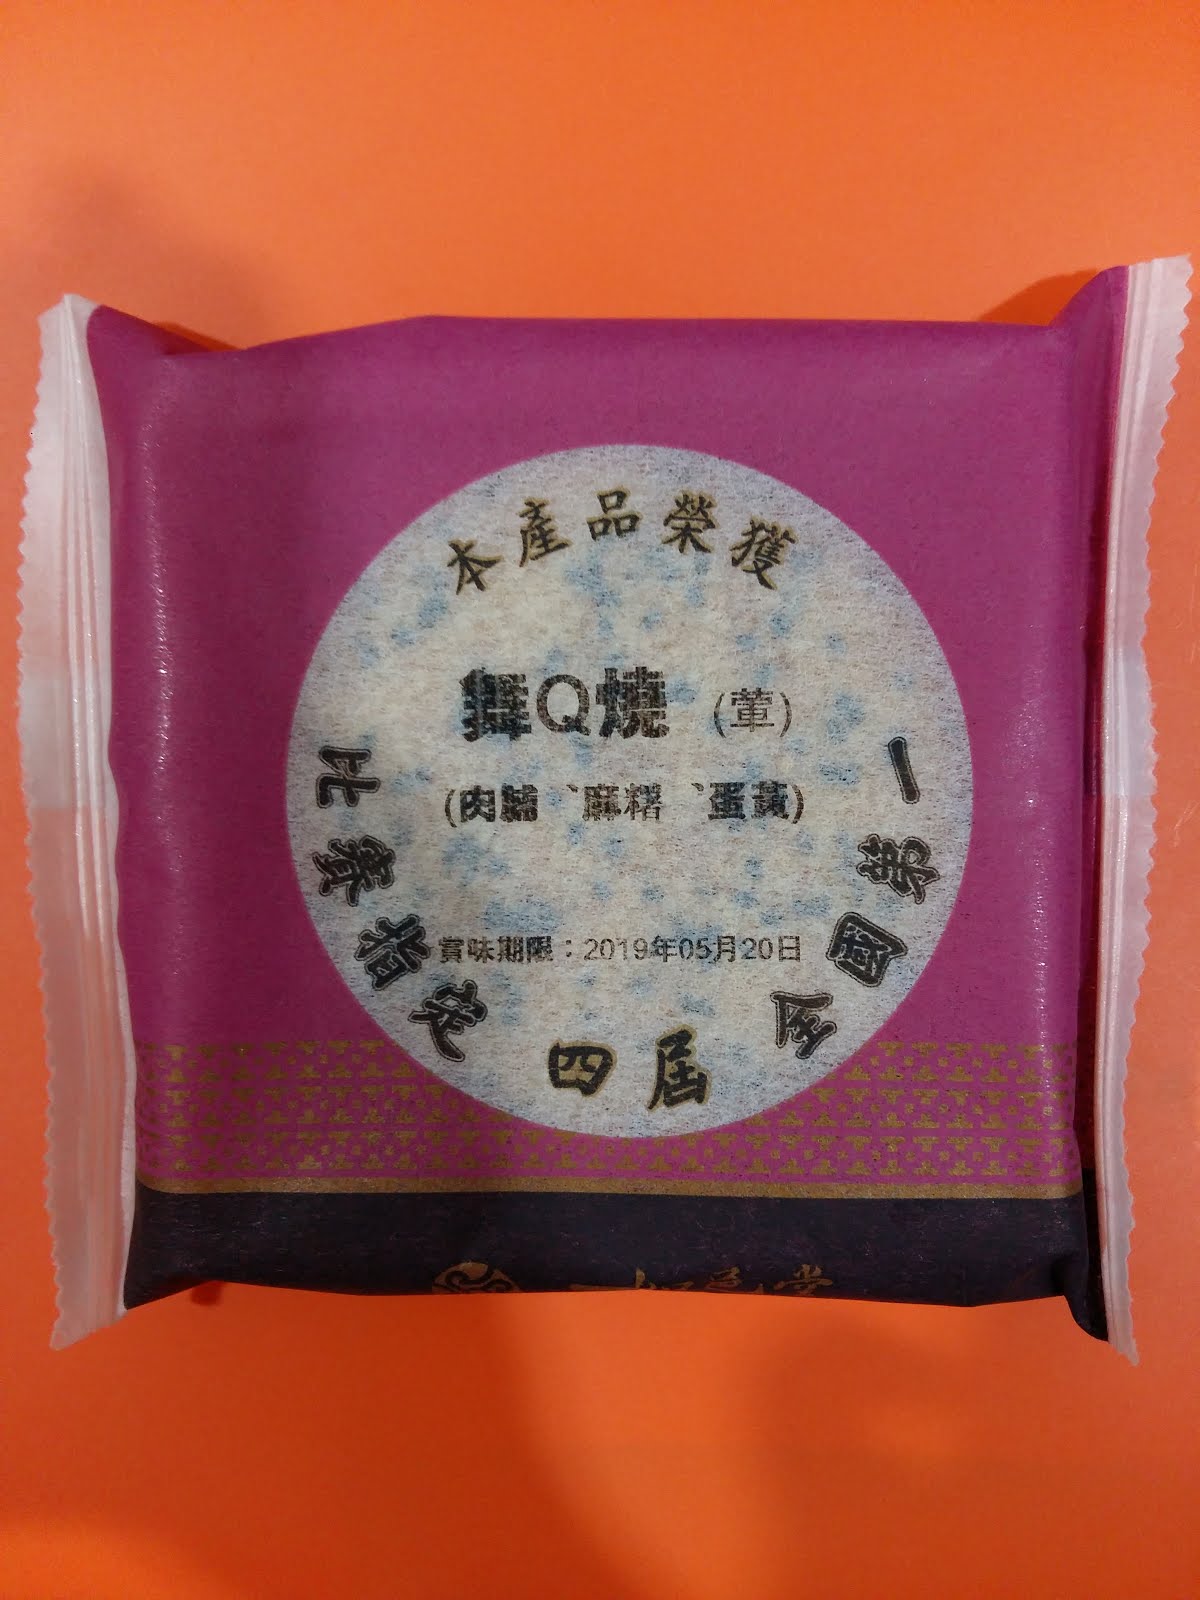 本產品榮獲
舞Q燒 (葷)
(肉脯、麻糬、蛋黃)
賞味期限：2019年05月20日
比賽指定
四屆
全國第一